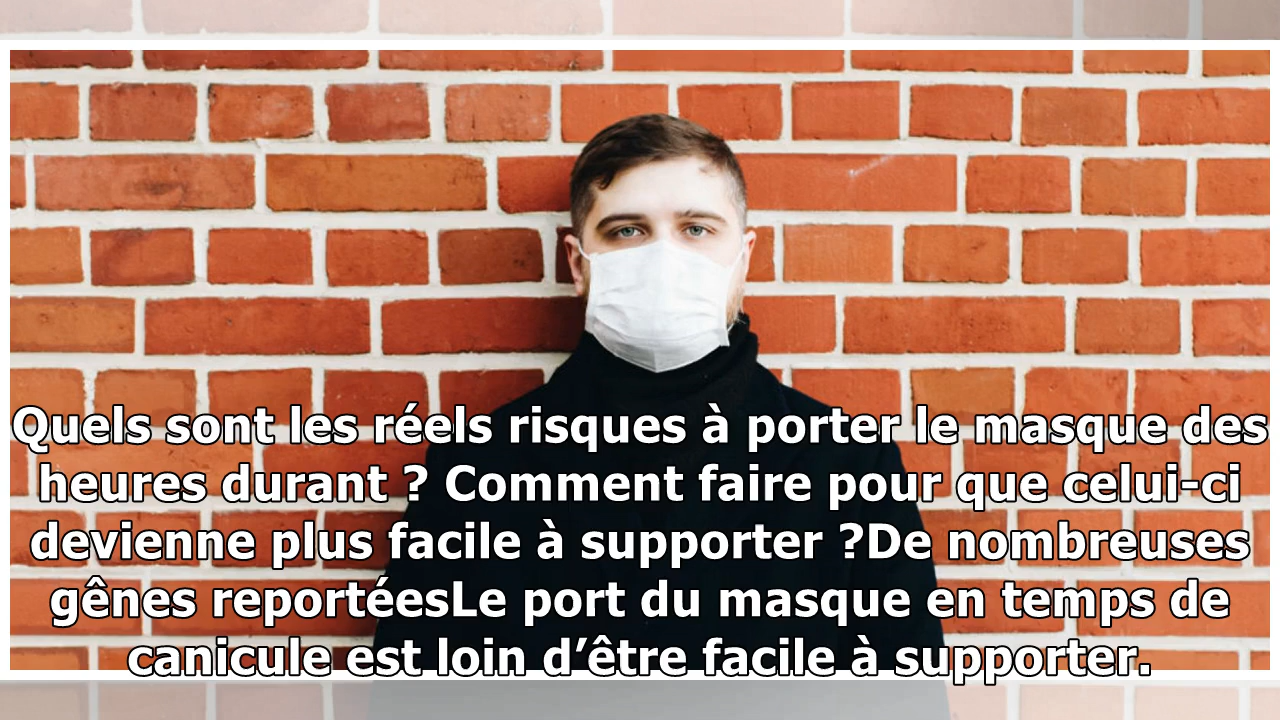 Quels sont les réels risques à porter le masque des
heures durant ? Comment faire pour que celui-ci
devienne plus facile à supporter ?De nombreuses
gênes reportéesLe port du masque en temps de
canicule est loin d’être facile à supporter.